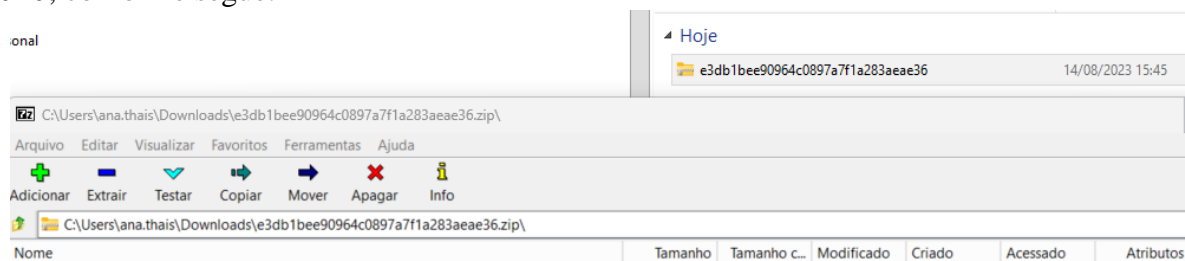 onal
Hoje
e3db1bee90964c0897a7f1a283aeae36 14/08/2023 15:45
C:\Users\ana.thais\Downloads\e3db1bee90964c0897a7f1a283aeae36.zip\
Arquivo Editar Visualizar Favoritos Ferramentas Ajuda
Adicionar Extrair Testar Copiar Mover Apagar Info
C:\Users\ana.thais\Downloads\e3db1bee90964c0897a7f1a283aeae36.zip\
Nome Tamanho Tamanho c... Modificado Criado Acessado Atributos